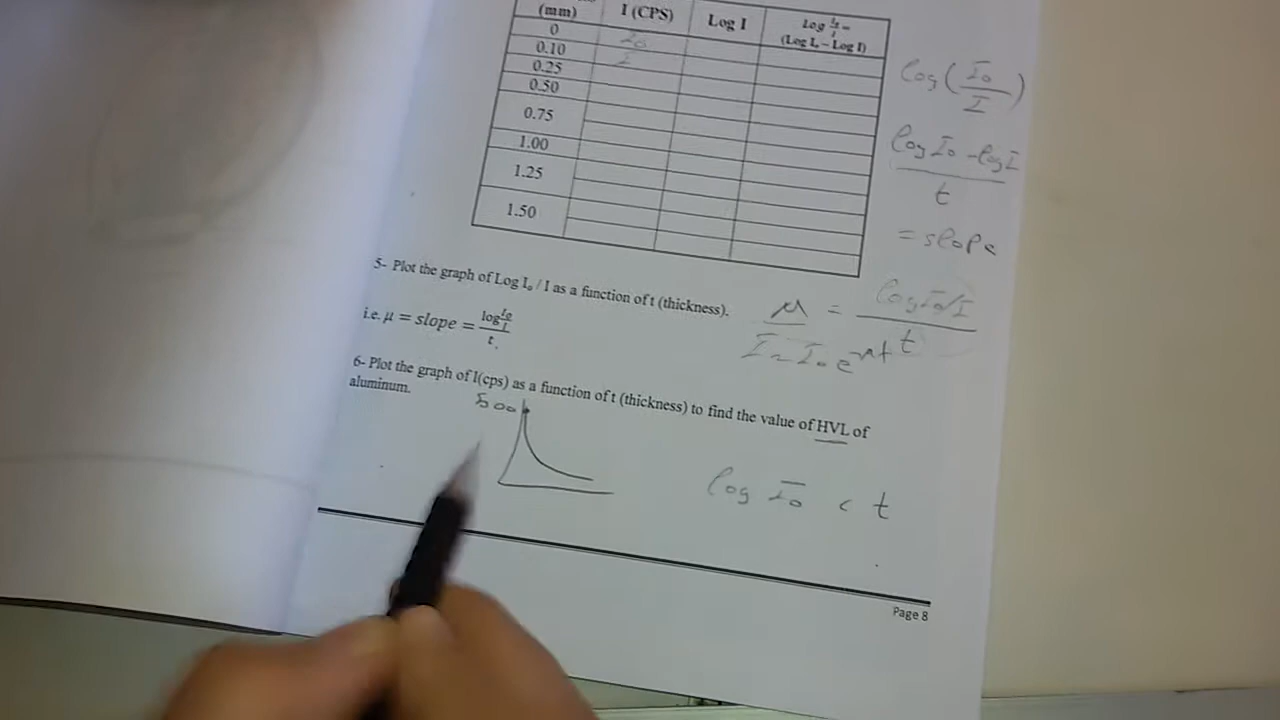 (mm) I (CPS) Log I Log I₀/I =
(Log I₀ – Log I)
0 I₀
0.10 I
0.25
0.50
0.75
1.00
1.25
1.50
log(I₀/I)
log I₀ - log I
t
= slope
5- Plot the graph of Log I₀ / I as a function of t (thickness).
i.e. μ = slope = log I₀/I
t
μ = log I₀/I
t
I = I₀ e^-μt
6- Plot the graph of I(cps) as a function of t (thickness) to find the value of HVL of
aluminum.
500
log I₀ < t
Page 8